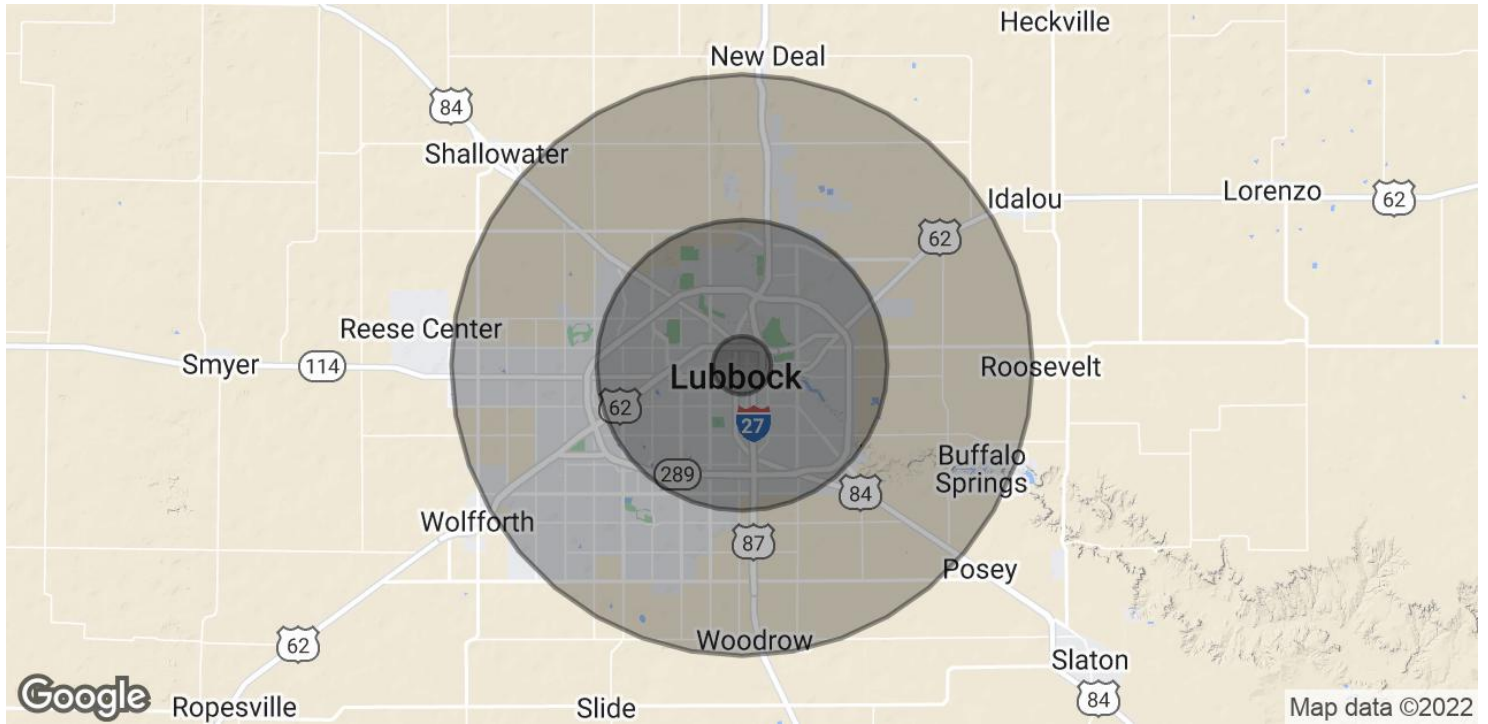 Heckville
New Deal
84
Shallowater
Idalou
Lorenzo
62
62
Reese Center
Smyer
114
Lubbock
Roosevelt
62
27
289
Buffalo
Springs
84
Wolfforth
87
Posey
62
Woodrow
Slaton
84
Google
Ropesville
Slide
Map data ©2022